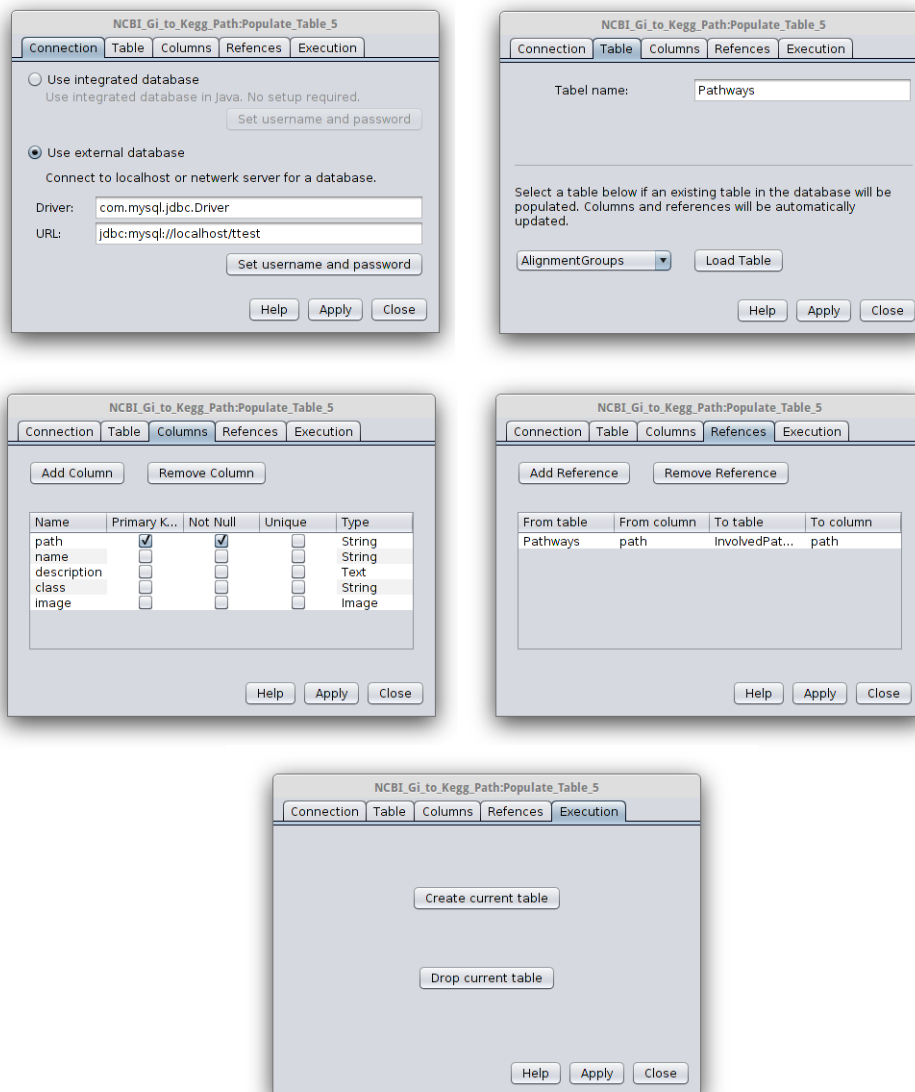 NCBI_Gi_to_Kegg_Path:Populate_Table_5
Connection Table Columns Refences Execution
Use integrated database
Use integrated database in Java. No setup required.
Set username and password
Use external database
Connect to localhost or netwerk server for a database.
Driver: com.mysql.jdbc.Driver
URL: jdbc:mysql://localhost/ttest
Set username and password
Help Apply Close
NCBI_Gi_to_Kegg_Path:Populate_Table_5
Connection Table Columns Refences Execution
Tabel name: Pathways
Select a table below if an existing table in the database will be
populated. Columns and references will be automatically
updated.
AlignmentGroups Load Table
Help Apply Close
NCBI_Gi_to_Kegg_Path:Populate_Table_5
Connection Table Columns Refences Execution
Add Column Remove Column
Name Primary K... Not Null Unique Type
path String
name String
description Text
class String
image Image
Help Apply Close
NCBI_Gi_to_Kegg_Path:Populate_Table_5
Connection Table Columns Refences Execution
Add Reference Remove Reference
From table From column To table To column
Pathways path InvolvedPat... path
Help Apply Close
NCBI_Gi_to_Kegg_Path:Populate_Table_5
Connection Table Columns Refences Execution
Create current table
Drop current table
Help Apply Close